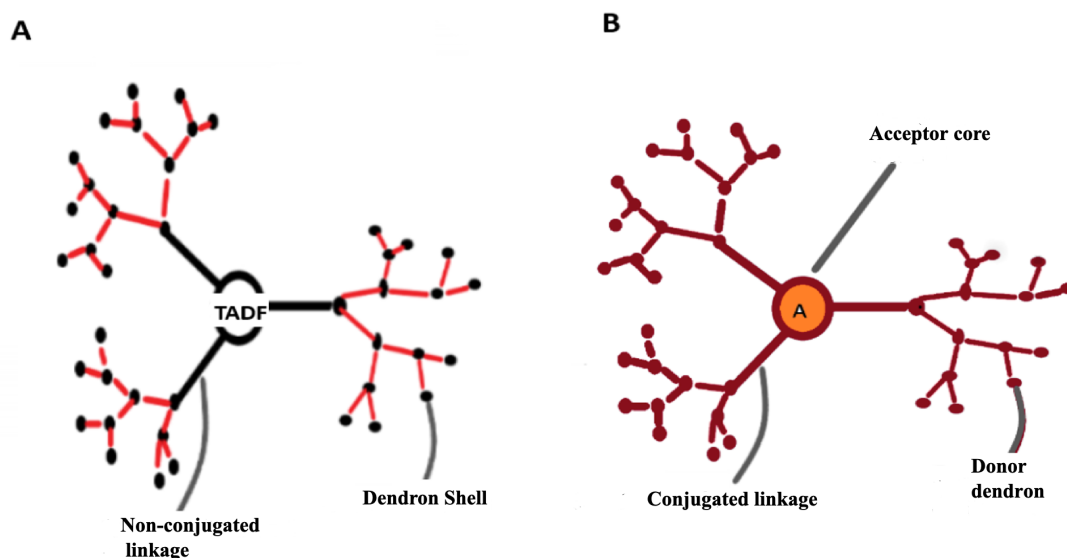 A
B
Acceptor core
TADF
A
Dendron Shell
Donor
dendron
Conjugated linkage
Non-conjugated
linkage